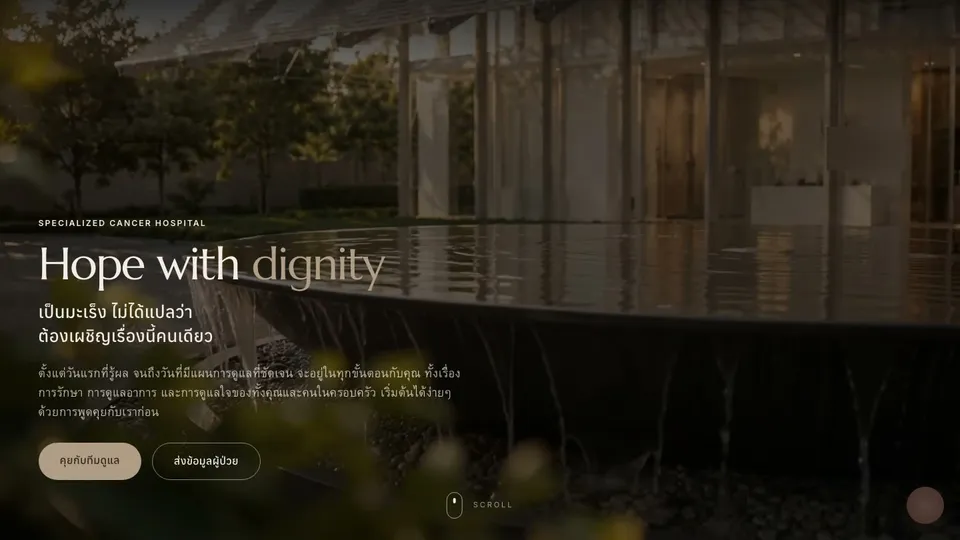 SPECIALIZED CANCER HOSPITAL
Hope with dignity
เป็นมะเร็ง ไม่ได้แปลว่า
ต้องเผชิญเรื่องนี้คนเดียว
ตั้งแต่วันแรกที่รู้ผล จนถึงวันที่มีแผนการดูแลที่ชัดเจน จะอยู่ในทุกขั้นตอนกับคุณ ทั้งเรื่อง
การรักษา การดูแลอาการ และการดูแลใจของทั้งคุณและคนในครอบครัว เริ่มต้นได้ง่ายๆ
ด้วยการพูดคุยกับเราก่อน
คุยกับทีมดูแล
ส่งข้อมูลผู้ป่วย
SCROLL